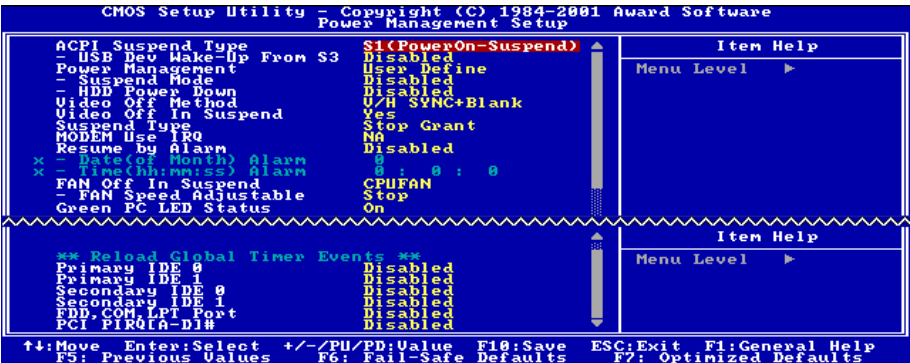 CMOS Setup Utility - Copyright (C) 1984-2001 Award Software
Power Management Setup
ACPI Suspend Type S1(PowerOn-Suspend)
- USB Dev Wake-Up From S3 Disabled
Power Management User Define
- Suspend Mode Disabled
- HDD Power Down Disabled
Video Off Method V/H SYNC+Blank
Video Off In Suspend Yes
Suspend Type Stop Grant
MODEM Use IRQ NA
Resume by Alarm Disabled
x - Date(of Month) Alarm 0
x - Time(hh:mm:ss) Alarm 0 : 0 : 0
FAN Off In Suspend CPUFAN
- FAN Speed Adjustable Stop
Green PC LED Status On
Item Help
Menu Level ►
** Reload Global Timer Events **
Primary IDE 0 Disabled
Primary IDE 1 Disabled
Secondary IDE 0 Disabled
Secondary IDE 1 Disabled
FDD,COM,LPT Port Disabled
PCI PIRQ[A-D]# Disabled
Item Help
Menu Level ►
↑↓:Move Enter:Select +/-/PU/PD:Value F10:Save ESC:Exit F1:General Help
F5: Previous Values F6: Fail-Safe Defaults F7: Optimized Defaults